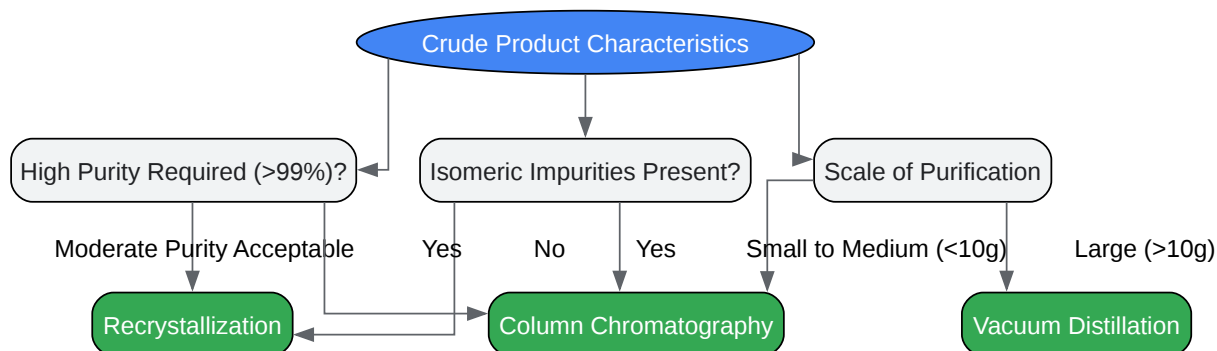 Crude Product Characteristics
High Purity Required (>99%)?
Isomeric Impurities Present?
Scale of Purification
Moderate Purity Acceptable
Yes
No
Yes
Small to Medium (<10g)
Large (>10g)
Recrystallization
Column Chromatography
Vacuum Distillation